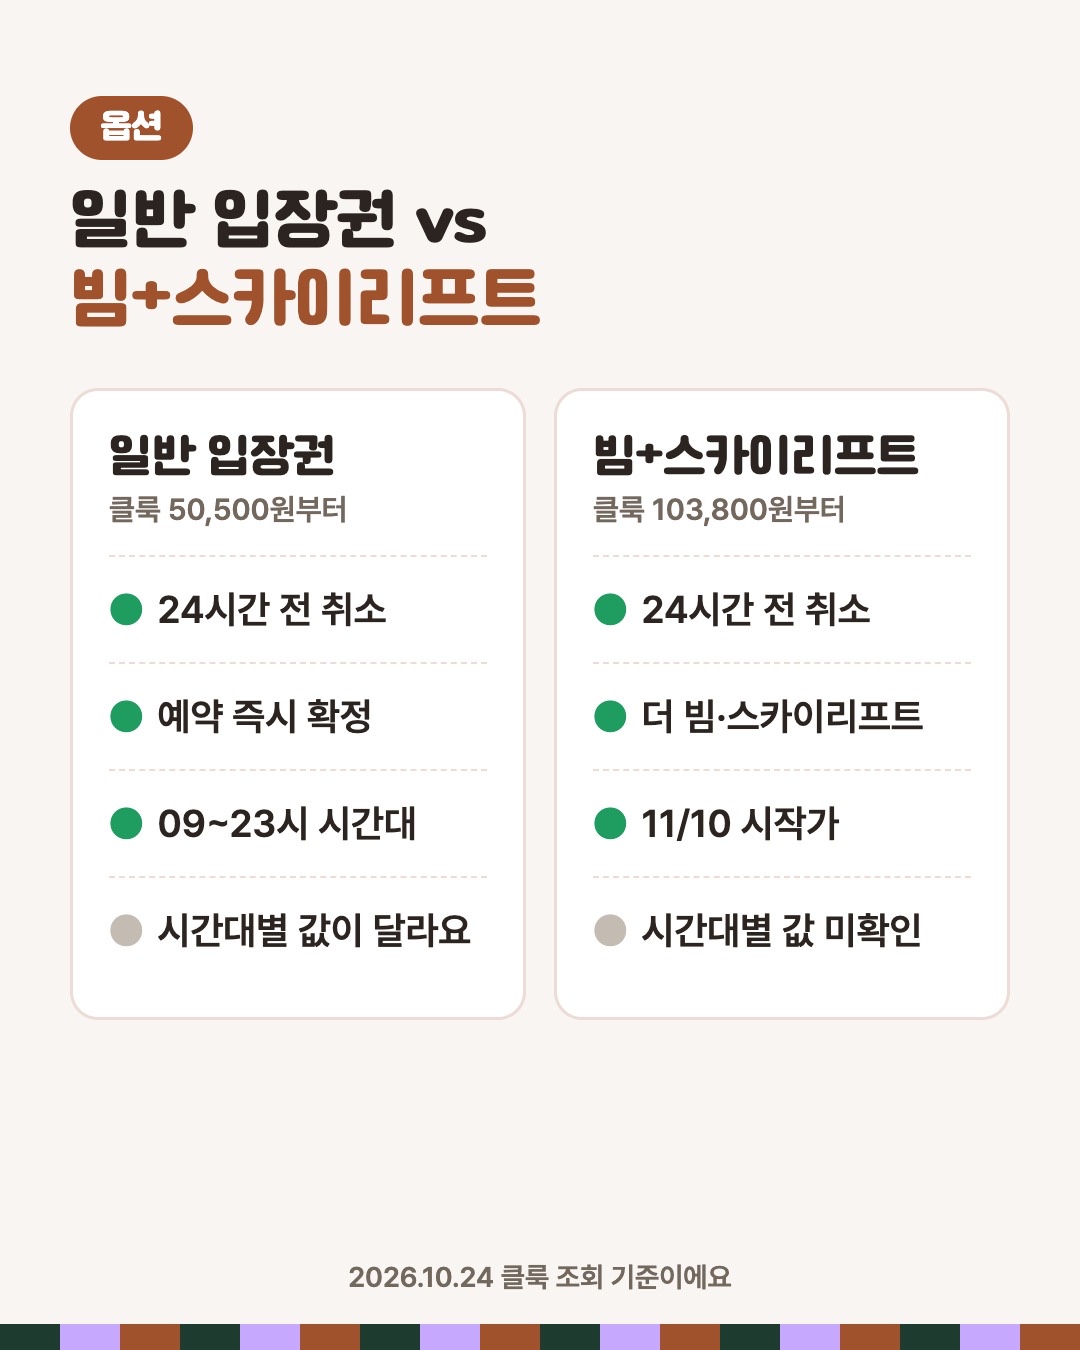 옵션
일반 입장권 vs
빔+스카이리프트
일반 입장권
클룩 50,500원부터
24시간 전 취소
예약 즉시 확정
09~23시 시간대
시간대별 값이 달라요
빔+스카이리프트
클룩 103,800원부터
24시간 전 취소
더 빔·스카이리프트
11/10 시작가
시간대별 값 미확인
2026.10.24 클룩 조회 기준이에요